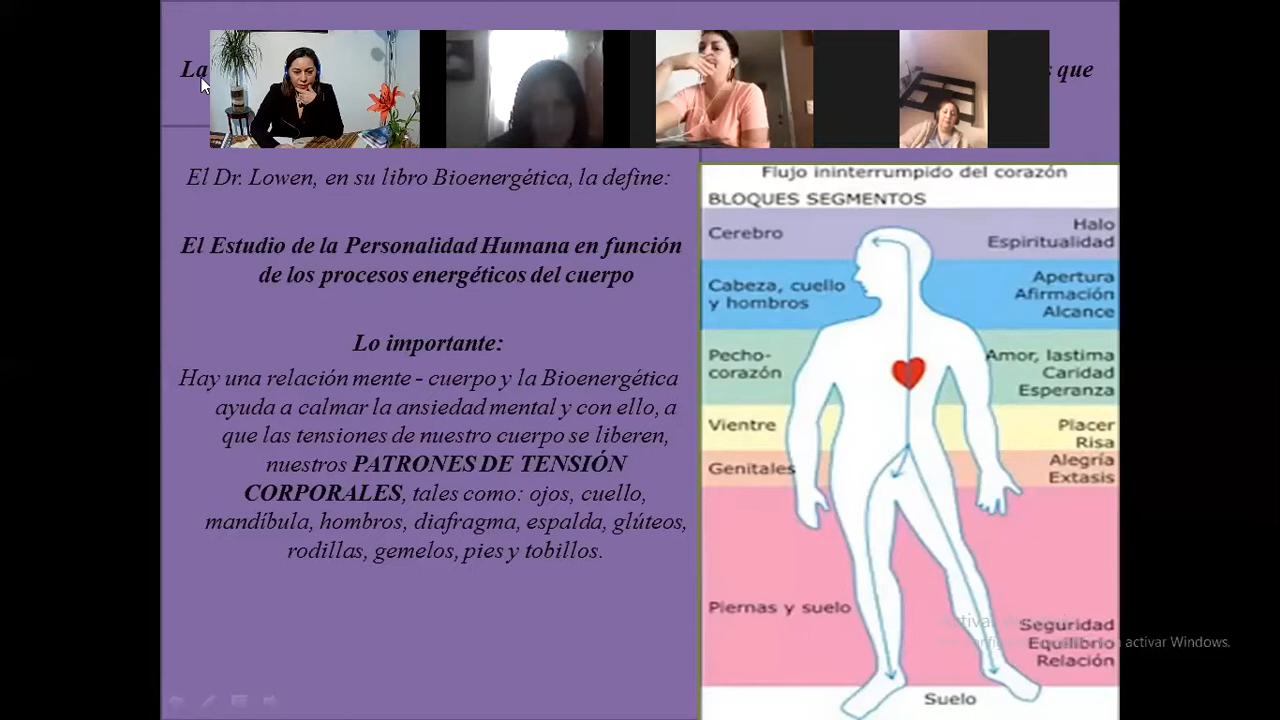 La
que
El Dr. Lowen, en su libro Bioenergética, la define:
El Estudio de la Personalidad Humana en función
de los procesos energéticos del cuerpo
Lo importante:
Hay una relación mente - cuerpo y la Bioenergética
ayuda a calmar la ansiedad mental y con ello, a
que las tensiones de nuestro cuerpo se liberen,
nuestros PATRONES DE TENSIÓN
CORPORALES, tales como: ojos, cuello,
mandíbula, hombros, diafragma, espalda, glúteos,
rodillas, gemelos, pies y tobillos.
Flujo ininterrumpido del corazón
BLOQUES SEGMENTOS
Cerebro
Halo
Espiritualidad
Cabeza, cuello
y hombros
Apertura
Afirmación
Alcance
Pecho-
corazón
Amor, lastima
Caridad
Esperanza
Vientre
Placer
Risa
Genitales
Alegría
Extasis
Piernas y suelo
Seguridad
Equilibrio
Relación
Suelo
activar Windows.